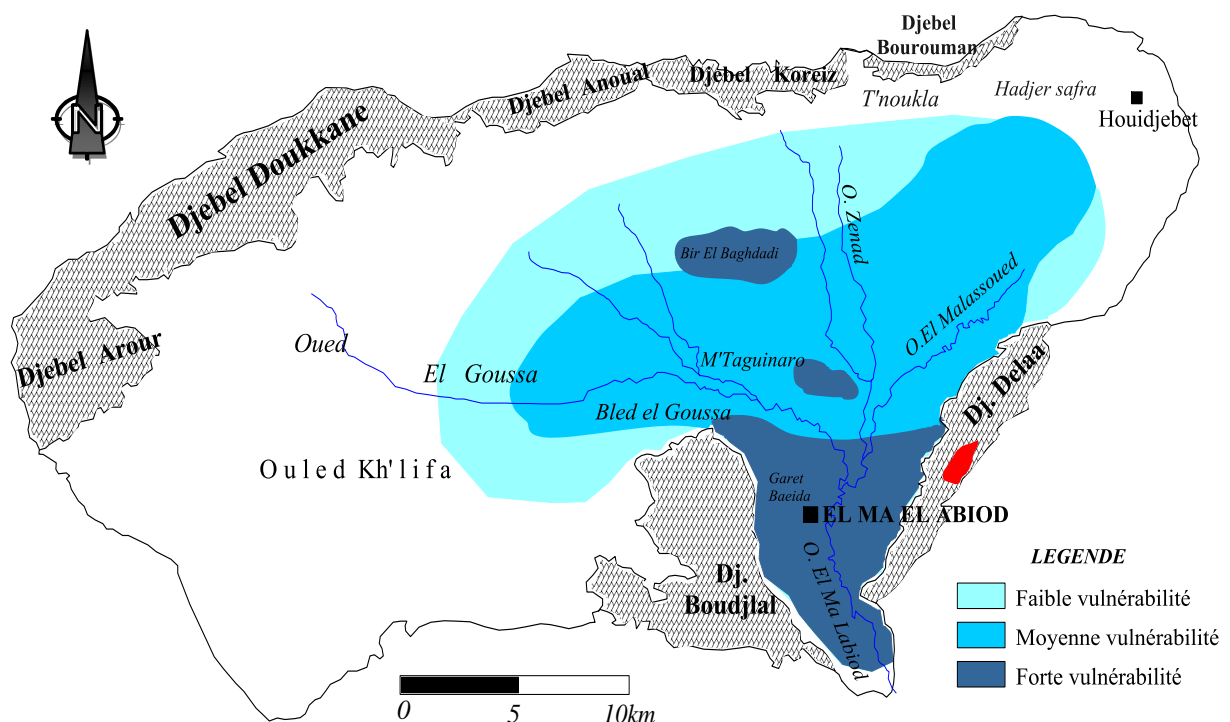 Djebel
Bourouman
Djebel Koreiz
Djebel Anoual
T'noukla
Hadjer safra
Houidjebet
N
Djebel Doukkane
O. Zenad
Bir El Baghdadi
O.El Malassoued
Oued
El Goussa
Djebel Arour
M'Taguinaro
Bled el Goussa
Dj. Delaa
Ouled Kh'lifa
Garet
Baeida
EL MA EL ABIOD
O. El Ma Labiod
Dj.
Boudjlal
LEGENDE
Faible vulnérabilité
Moyenne vulnérabilité
Forte vulnérabilité
0 5 10km